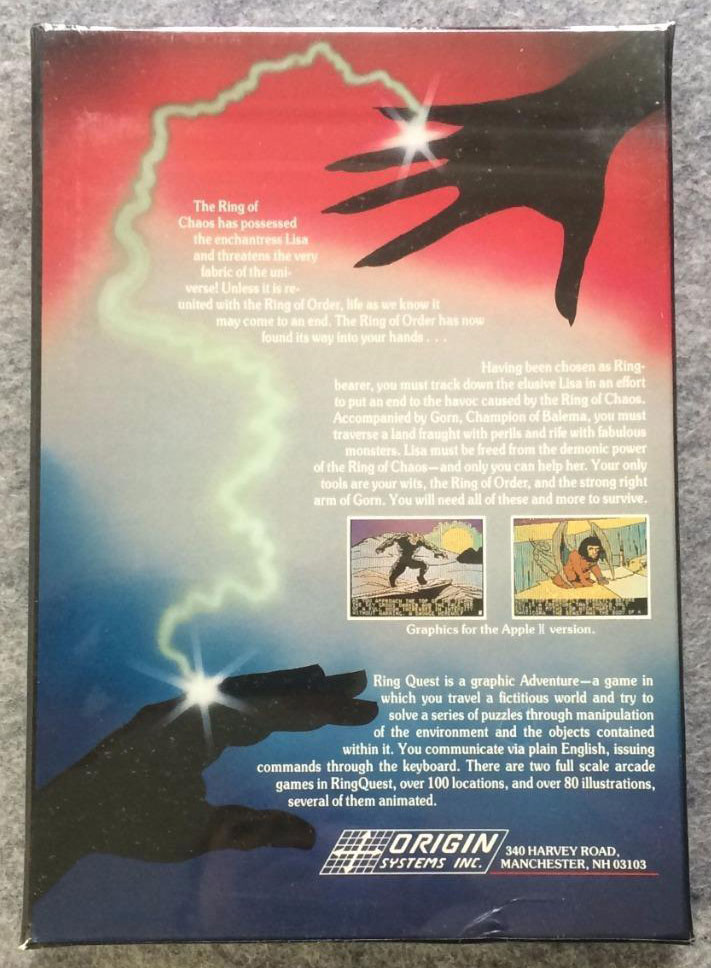 The Ring of
Chaos has possessed
the enchantress Lisa
and threatens the very
fabric of the uni-
verse! Unless it is re-
united with the Ring of Order, life as we know it
may come to an end. The Ring of Order has now
found its way into your hands . . .
Having been chosen as Ring-
bearer, you must track down the elusive Lisa in an effort
to put an end to the havoc caused by the Ring of Chaos.
Accompanied by Gorn, Champion of Balema, you must
traverse a land fraught with perils and rife with fabulous
monsters. Lisa must be freed from the demonic power
of the Ring of Chaos—and only you can help her. Your only
tools are your wits, the Ring of Order, and the strong right
arm of Gorn. You will need all of these and more to survive.
Graphics for the Apple II version.
Ring Quest is a graphic Adventure—a game in
which you travel a fictitious world and try to
solve a series of puzzles through manipulation
of the environment and the objects contained
within it. You communicate via plain English, issuing
commands through the keyboard. There are two full scale arcade
games in RingQuest, over 100 locations, and over 80 illustrations,
several of them animated.
ORIGIN
SYSTEMS INC.
340 HARVEY ROAD,
MANCHESTER, NH 03103